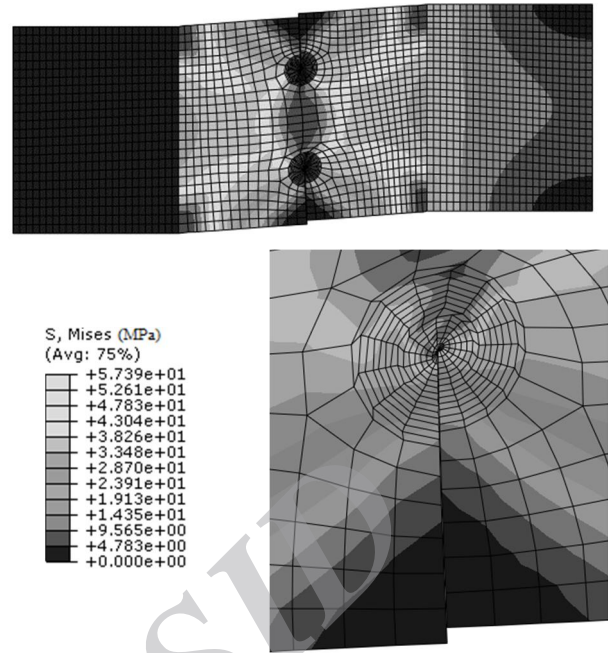 S, Mises (MPa)
(Avg: 75%)
+5.739e+01
+5.261e+01
+4.783e+01
+4.304e+01
+3.826e+01
+3.348e+01
+2.870e+01
+2.391e+01
+1.913e+01
+1.435e+01
+9.565e+00
+4.783e+00
+0.000e+00
SID